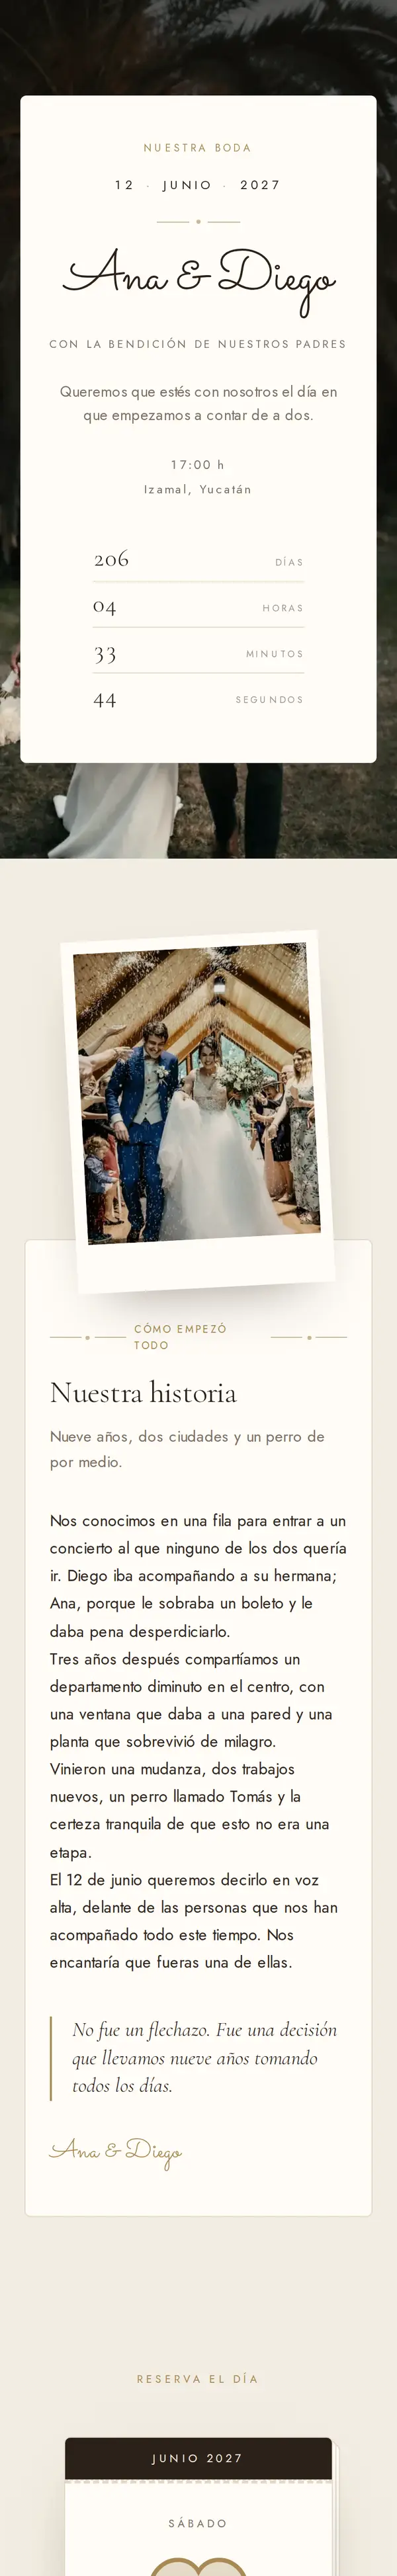 NUESTRA BODA
12 · JUNIO · 2027
Ana & Diego
CON LA BENDICIÓN DE NUESTROS PADRES
Queremos que estés con nosotros el día en
que empezamos a contar de a dos.
17:00 h
Izamal, Yucatán
206 DÍAS
04 HORAS
33 MINUTOS
44 SEGUNDOS
CÓMO EMPEZÓ
TODO
Nuestra historia
Nueve años, dos ciudades y un perro de
por medio.
Nos conocimos en una fila para entrar a un
concierto al que ninguno de los dos quería
ir. Diego iba acompañando a su hermana;
Ana, porque le sobraba un boleto y le
daba pena desperdiciarlo.
Tres años después compartíamos un
departamento diminuto en el centro, con
una ventana que daba a una pared y una
planta que sobrevivió de milagro.
Vinieron una mudanza, dos trabajos
nuevos, un perro llamado Tomás y la
certeza tranquila de que esto no era una
etapa.
El 12 de junio queremos decirlo en voz
alta, delante de las personas que nos han
acompañado todo este tiempo. Nos
encantaría que fueras una de ellas.
No fue un flechazo. Fue una decisión
que llevamos nueve años tomando
todos los días.
Ana & Diego
RESERVA EL DÍA
JUNIO 2027
SÁBADO